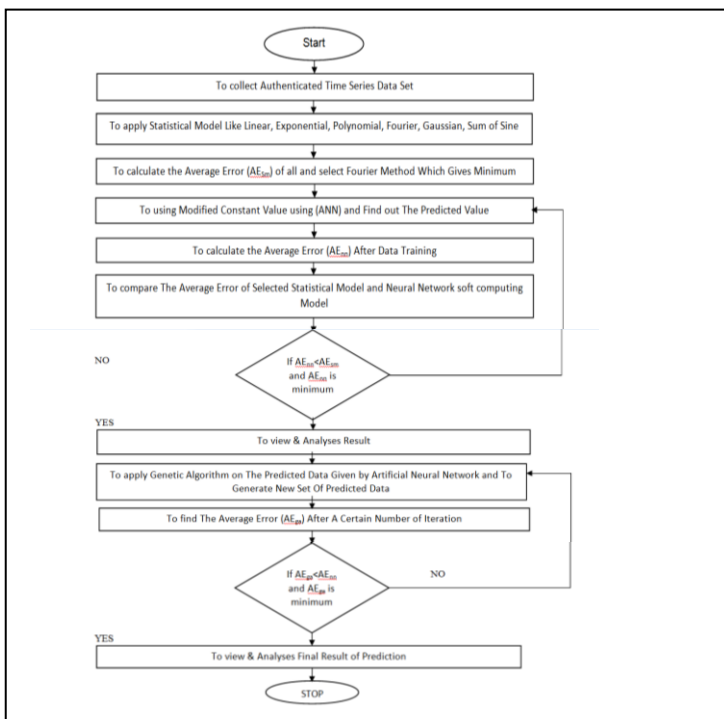 Start
To collect Authenticated Time Series Data Set
To apply Statistical Model Like Linear, Exponential, Polynomial, Fourier, Gaussian, Sum of Sine
To calculate the Average Error (AEsm) of all and select Fourier Method Which Gives Minimum
To using Modified Constant Value using (ANN) and Find out The Predicted Value
To calculate the Average Error (AEnn) After Data Training
To compare The Average Error of Selected Statistical Model and Neural Network soft computing
Model
NO
If AEnn<AEsm
and AEnn is
minimum
YES
To view & Analyses Result
To apply Genetic Algorithm on The Predicted Data Given by Artificial Neural Network and To
Generate New Set Of Predicted Data
To find The Average Error (AEga) After A Certain Number of Iteration
If AEga<AEnn
and AEga is
minimum
NO
YES
To view & Analyses Final Result of Prediction
STOP